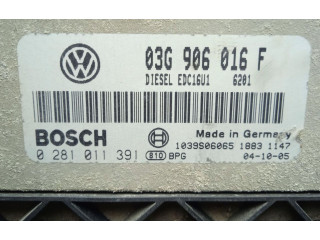 03G 906 016 F
DIESEL EDC16U1 6201
BOSCH
Made in Germany
1039S06065 1883 1147
0 281 011 391 810 BPG 04-10-05